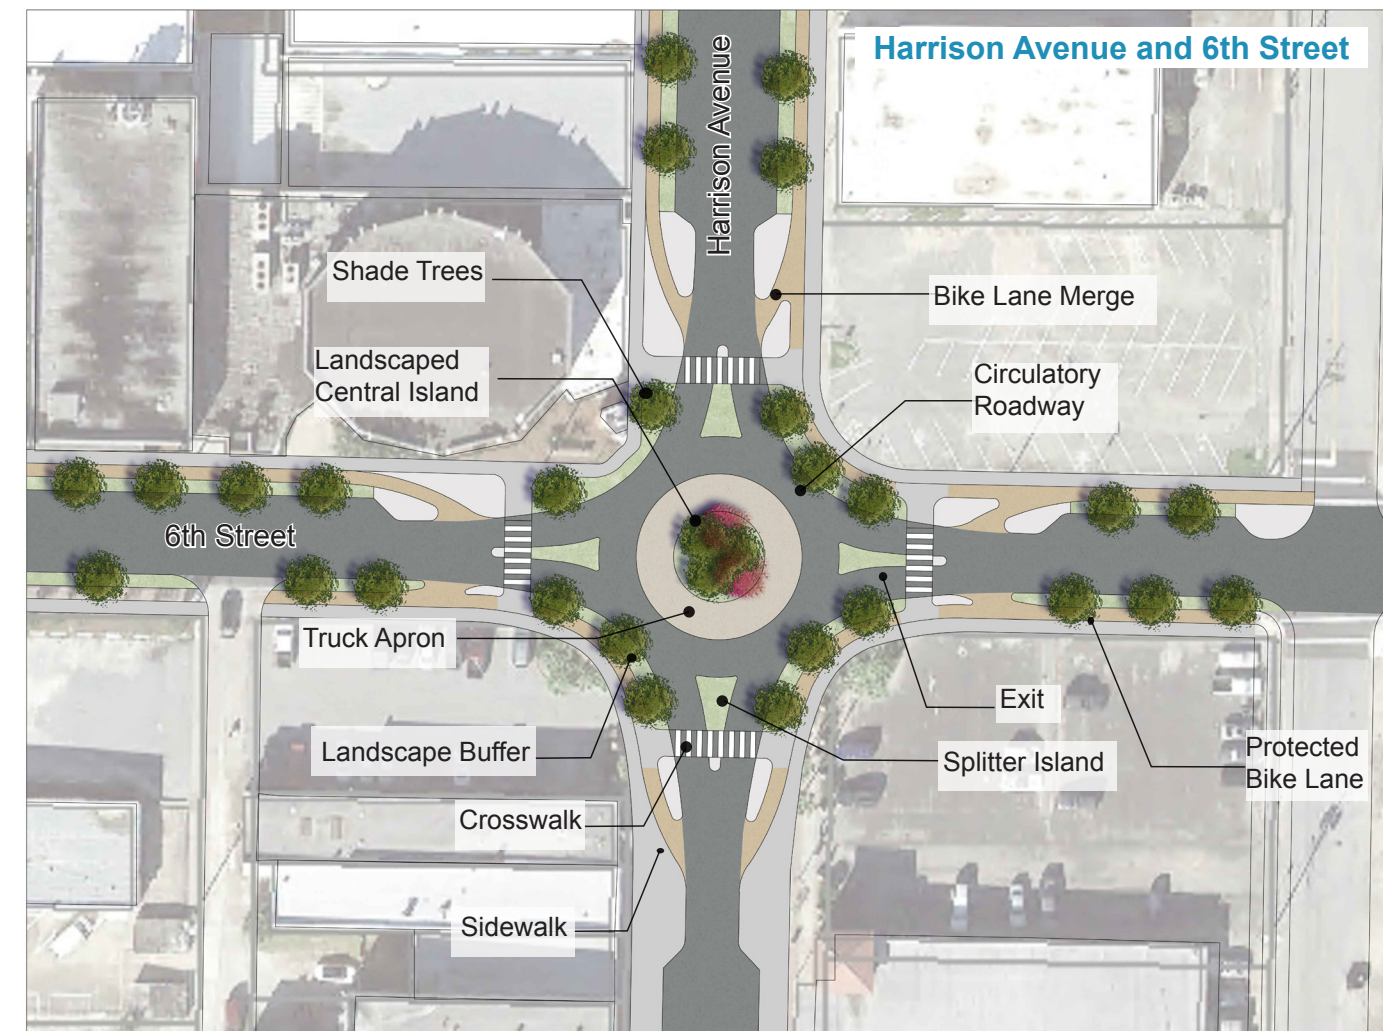 Harrison Avenue and 6th Street
Harrison Avenue
Shade Trees
Bike Lane Merge
Landscaped
Central Island
Circulatory
Roadway
6th Street
Truck Apron
Exit
Landscape Buffer
Splitter Island
Protected
Bike Lane
Crosswalk
Sidewalk